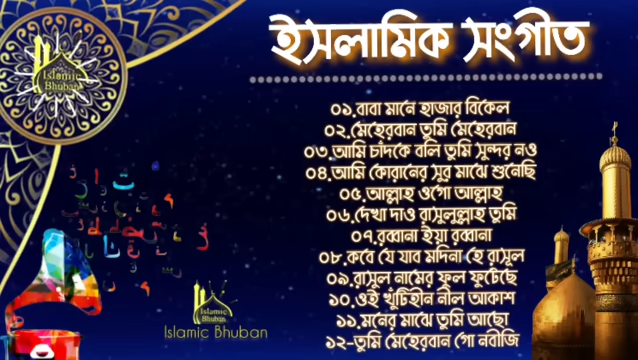 Islamic
Bhuban
ইসলামিক সংগীত
০১.বাবা মানে হাজার বিকেল
০২.মেহেরবান তুমি মেহেরবান
০৩.আমি চাঁদকে বলি তুমি সুন্দর নও
০৪.আমি কোরানের সুর মাঝে শুনেছি
০৫.আল্লাহ ওগো আল্লাহ
০৬.দেখা দাও রাসুলুল্লাহ তুমি
০৭.রব্বানা ইয়া রব্বানা
০৮.কবে যে যাব মদিনা হে রাসূল
০৯.রাসুল নামের ফুল ফুটেছে
১০.ওই খুঁটিহীন নীল আকাশ
১১.মনের মাঝে তুমি আছো
১২-তুমি মেহেরবান গো নবীজি
Islamic
Bhuban
Islamic Bhuban